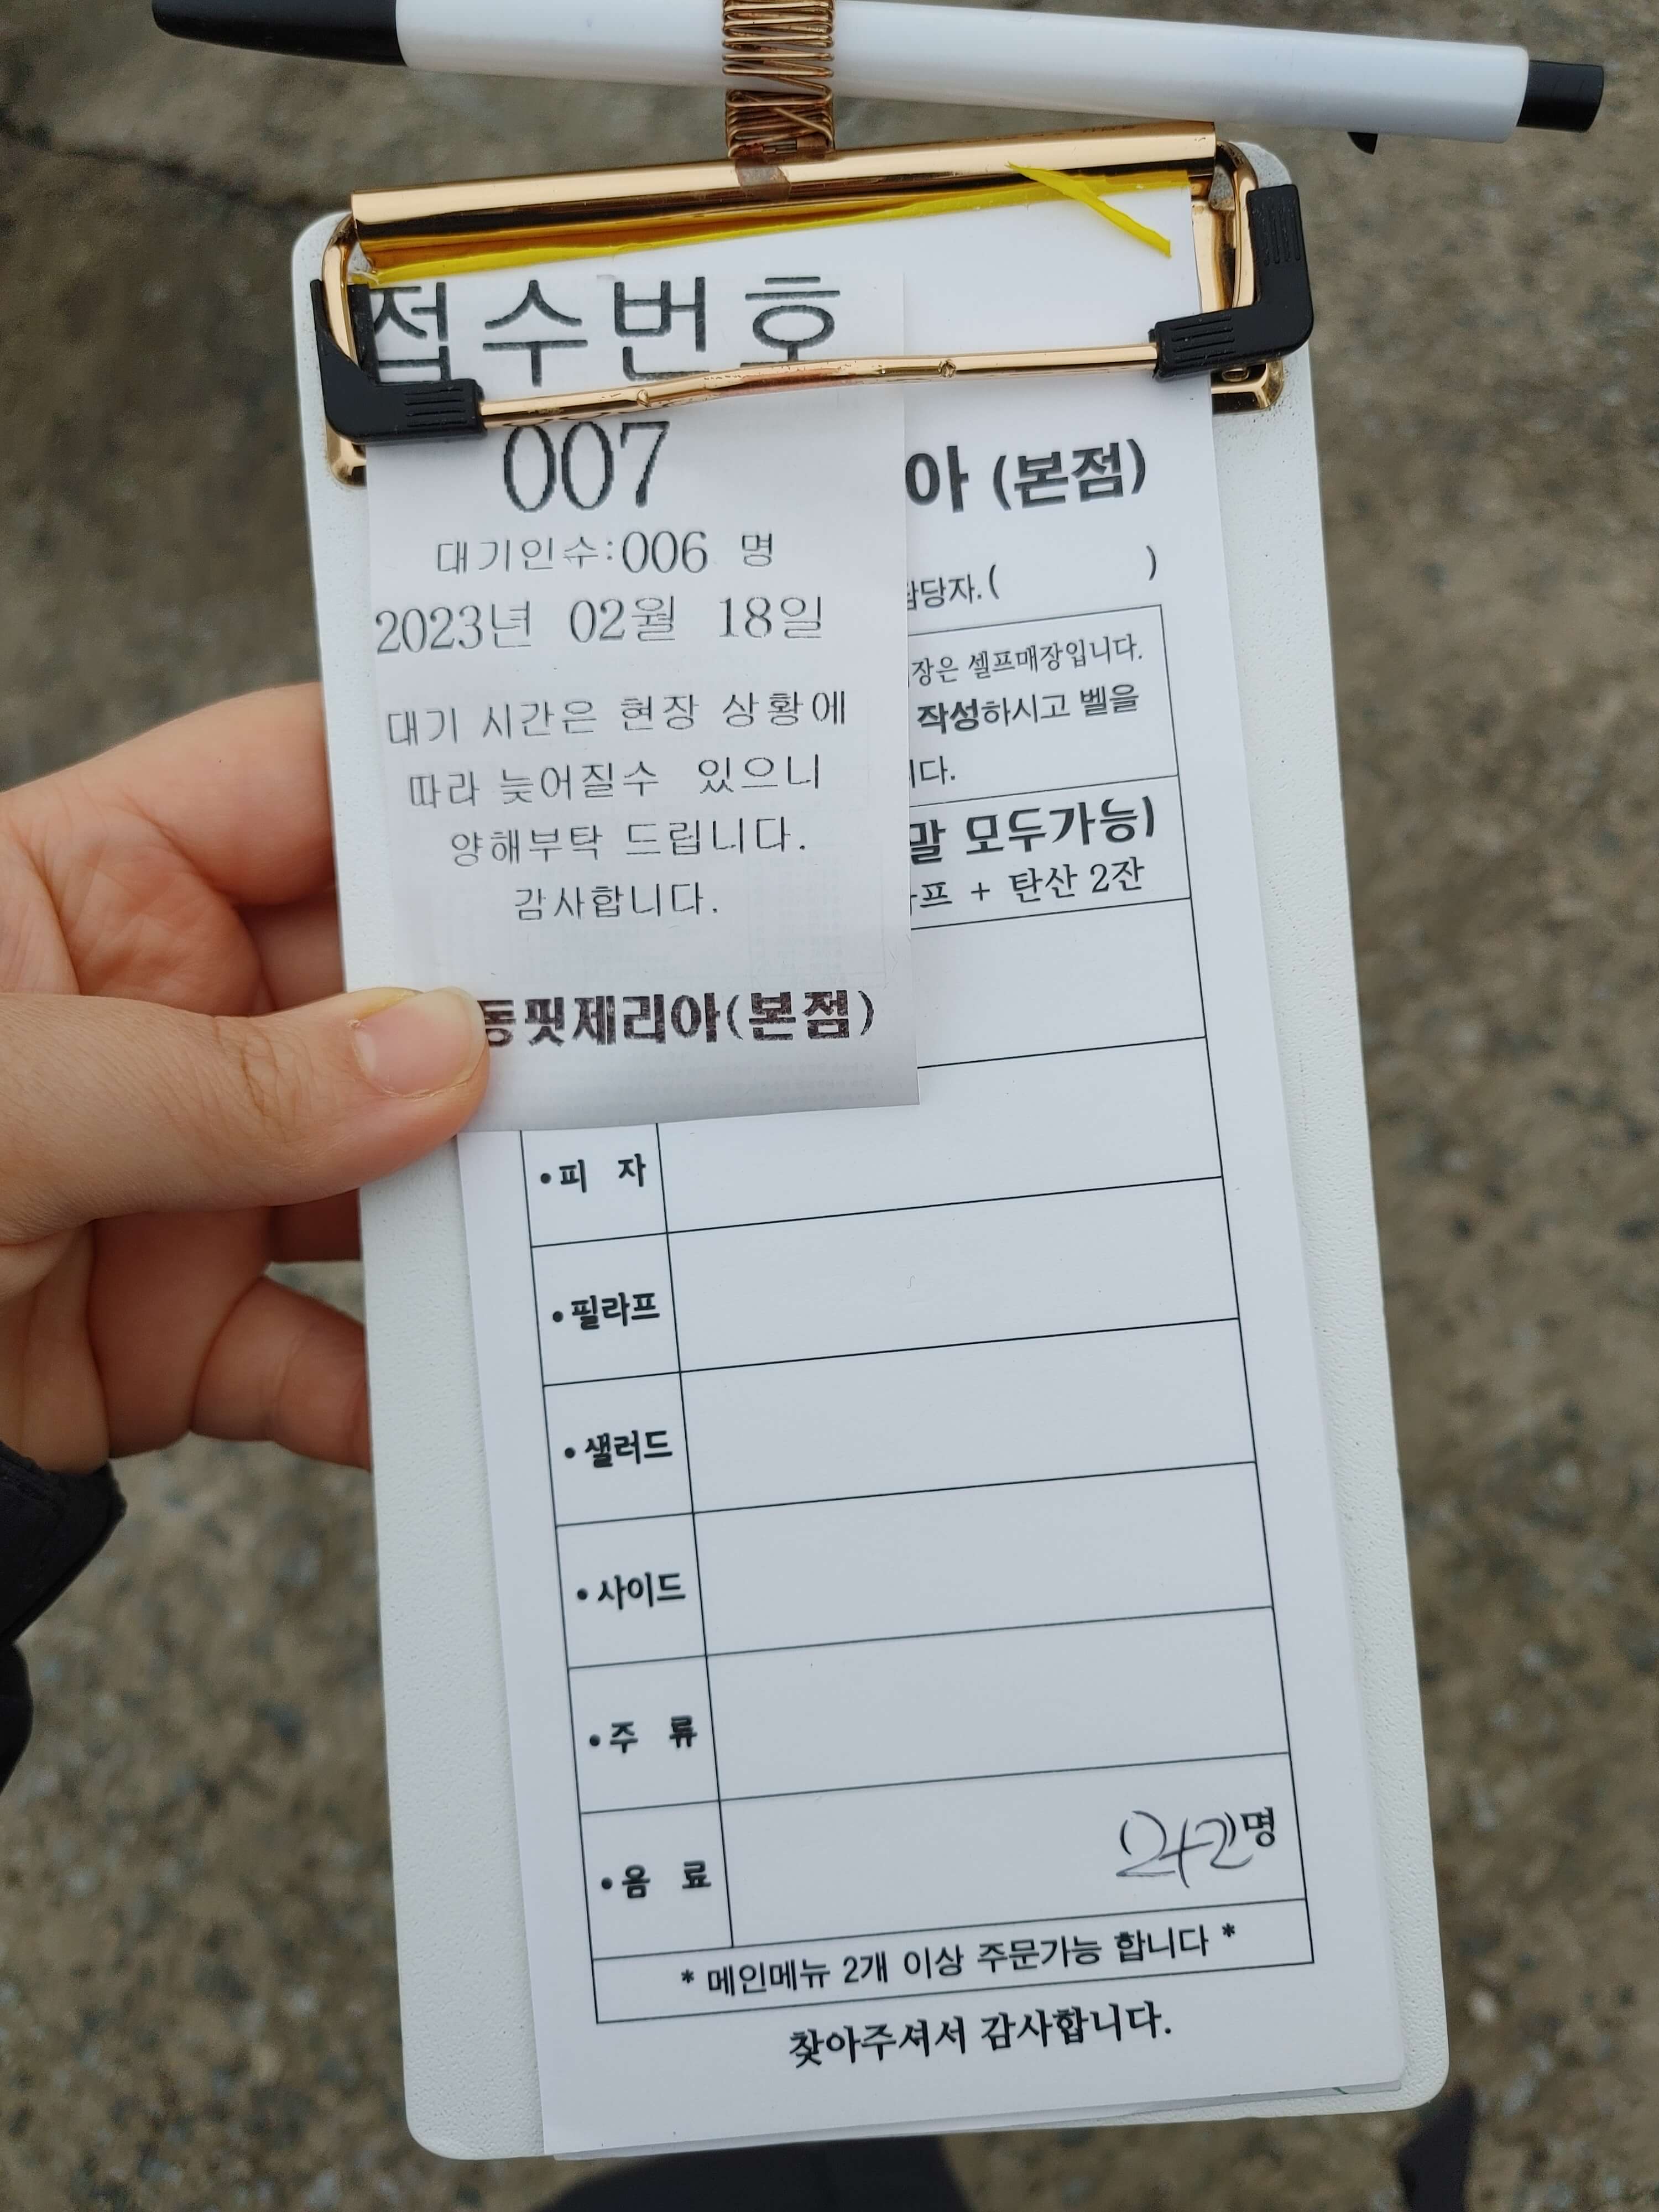 접수번호
007
대기인수:006 명
2023년 02월 18일
대기 시간은 현장 상황에
따라 늦어질수 있으니
양해부탁 드립니다.
감사합니다.
동핏제리아(본점)
아 (본점)
담당자.( )
장은 셀프매장입니다.
작성하시고 벨을
니다.
말 모두가능)
프 + 탄산 2잔
•피 자
•필라프
•샐러드
•사이드
•주 류
•음 료
2+2명
* 메인메뉴 2개 이상 주문가능 합니다 *
찾아주셔서 감사합니다.